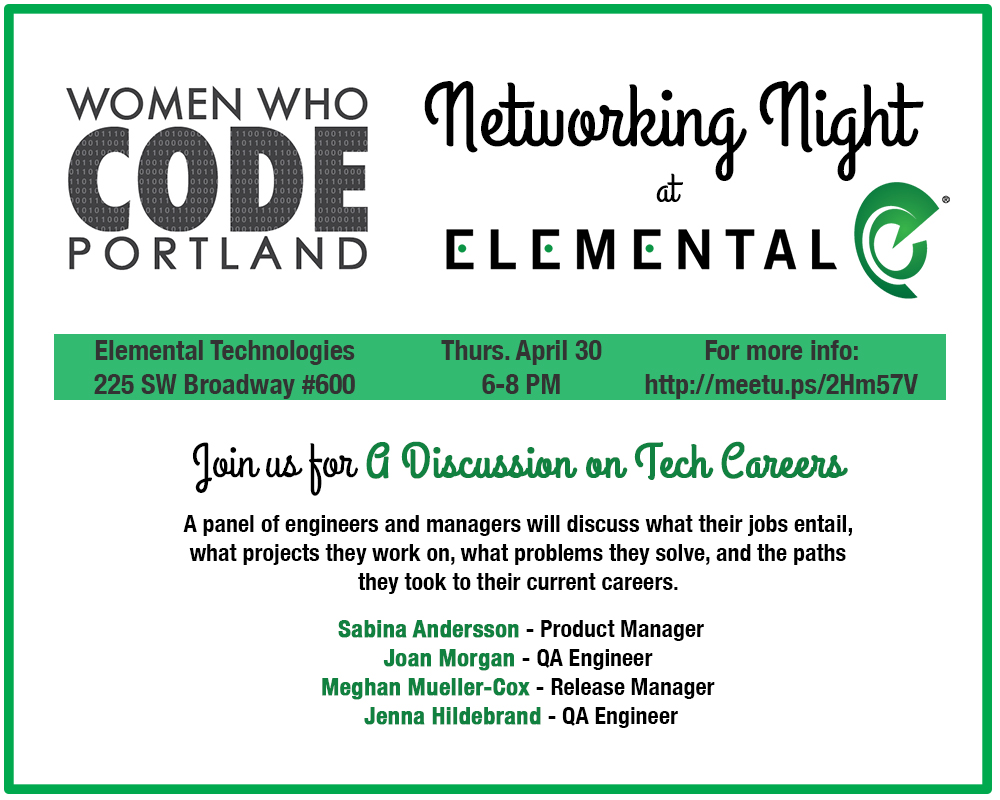 WOMEN WHO
CODE
PORTLAND
Networking Night
at
ELEMENTAL
®
Elemental Technologies
225 SW Broadway #600
Thurs. April 30
6-8 PM
For more info:
http://meetu.ps/2Hm57V
Join us for A Discussion on Tech Careers
A panel of engineers and managers will discuss what their jobs entail,
what projects they work on, what problems they solve, and the paths
they took to their current careers.
Sabina Andersson - Product Manager
Joan Morgan - QA Engineer
Meghan Mueller-Cox - Release Manager
Jenna Hildebrand - QA Engineer